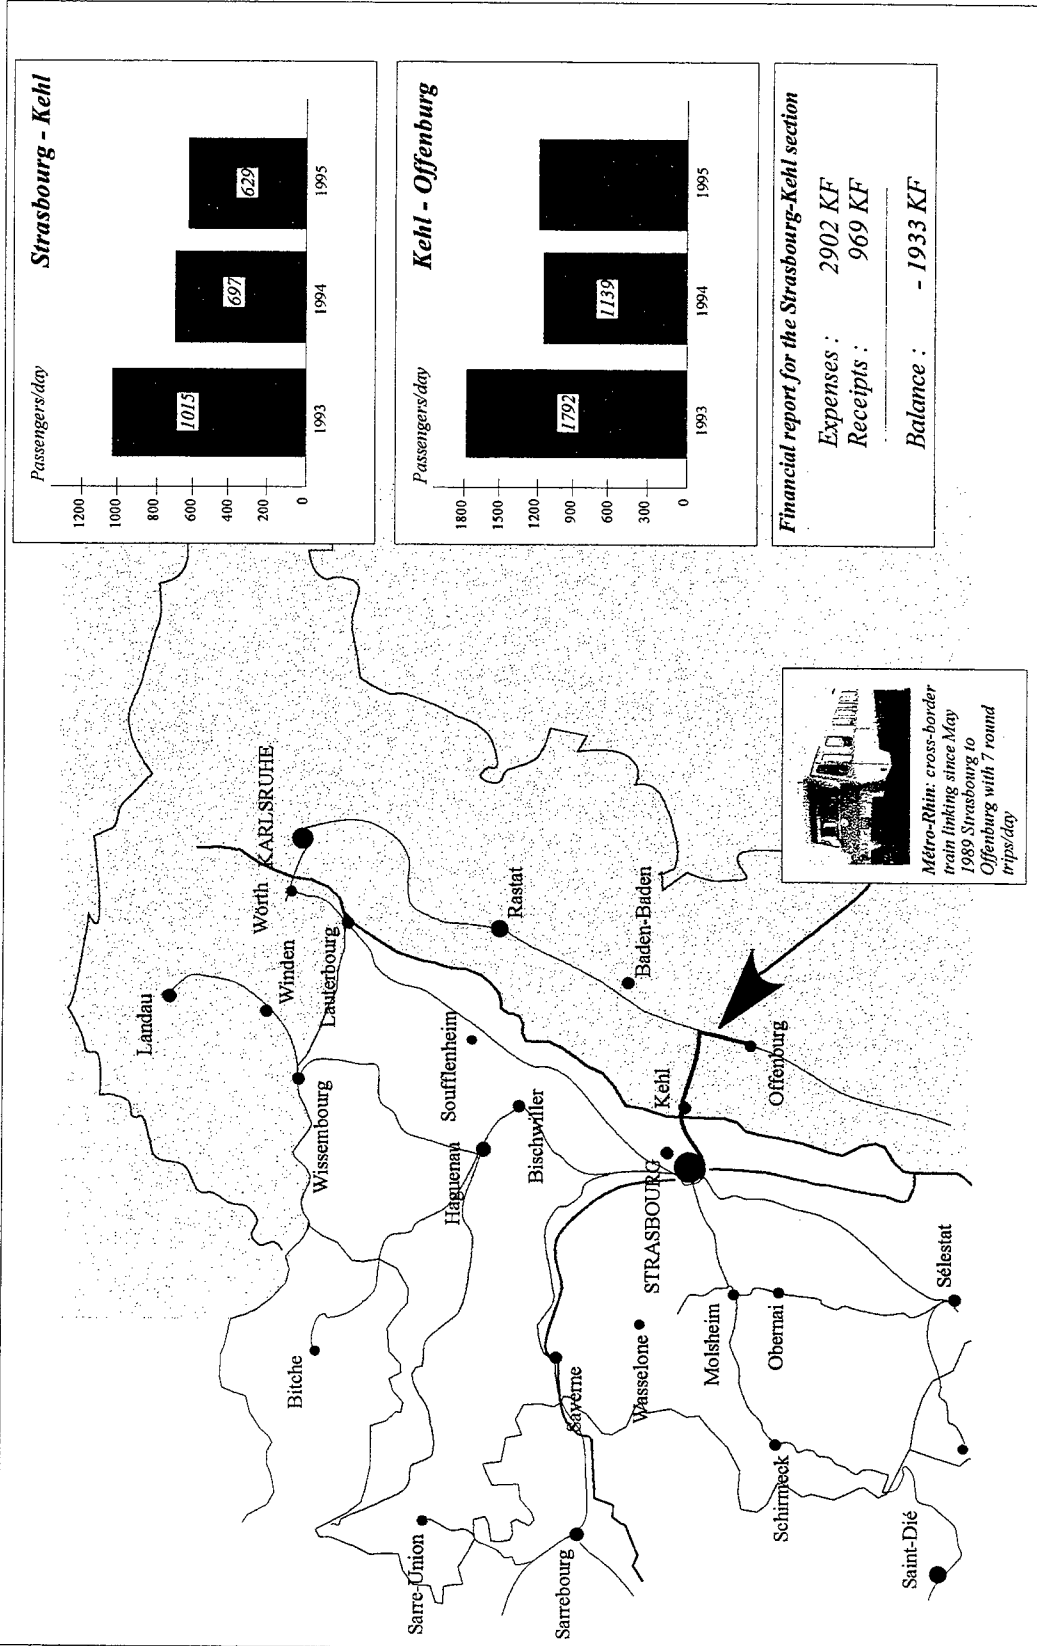 Strasbourg - Kehl
Passengers/day
1200
1000
800
600
400
200
0
1015
697
629
1993
1994
1995
Kehl - Offenburg
Passengers/day
1800
1500
1200
900
600
300
0
1792
1139
1993
1994
1995
Financial report for the Strasbourg-Kehl section
Expenses : 2902 KF
Receipts : 969 KF
Balance : - 1933 KF
Landau
Winden
Wörth
KARLSRUHE
Lauterbourg
Wissembourg
Bitche
Soufflenheim
Rastat
Haguenau
Bischwiller
Baden-Baden
Sarre-Union
Saverne
Sarrebourg
Wasselone
STRASBOURG
Kehl
Offenburg
Molsheim
Obernai
Schirmeck
Sélestat
Saint-Dié
Métro-Rhin: cross-border
train linking since May
1989 Strasbourg to
Offenburg with 7 round
trips/day